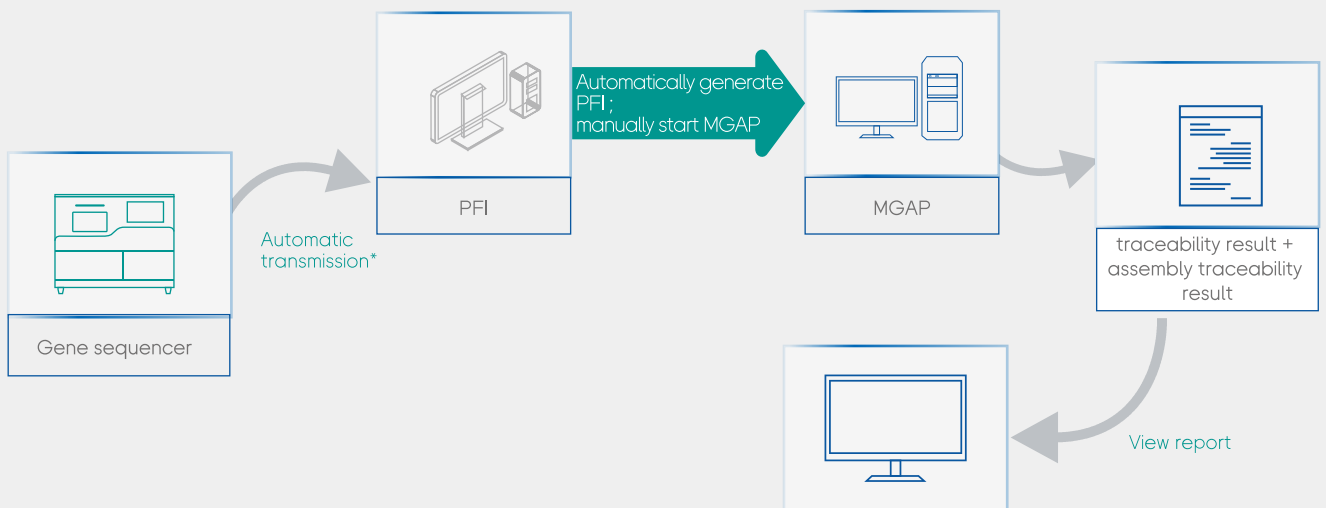 Automatically generate
PFI ;
manually start MGAP
PFI
MGAP
Automatic
transmission*
traceability result +
assembly traceability
result
Gene sequencer
View report